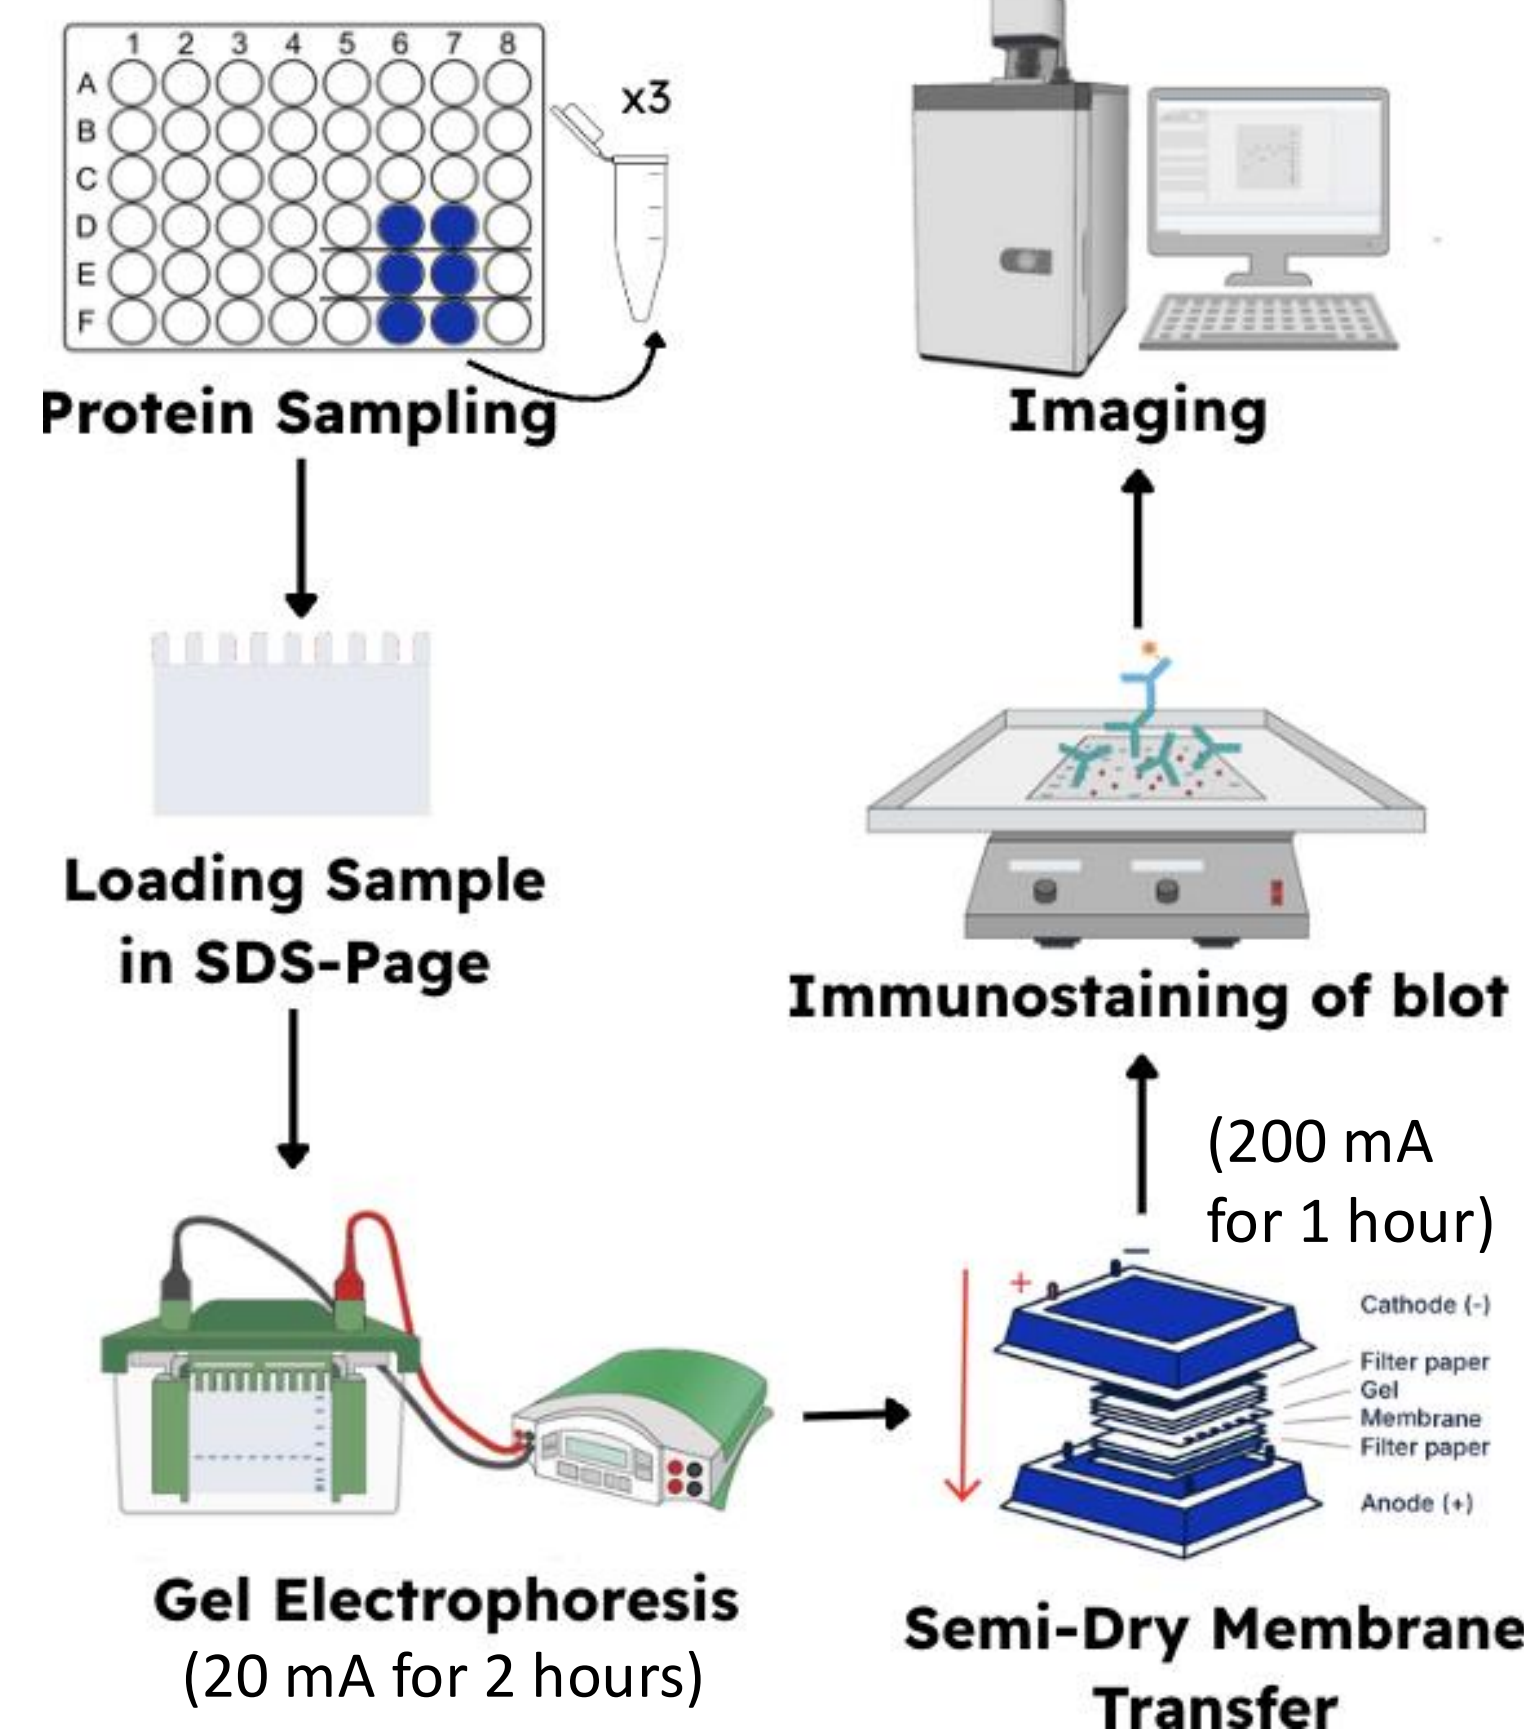 1 2 3 4 5 6 7 8
A
B
C
D
E
F
x3
Protein Sampling
Loading Sample
in SDS-Page
Gel Electrophoresis
(20 mA for 2 hours)
Semi-Dry Membrane
Transfer
+
−
Cathode (-)
Filter paper
Gel
Membrane
Filter paper
Anode (+)
(200 mA
for 1 hour)
Immunostaining of blot
Imaging